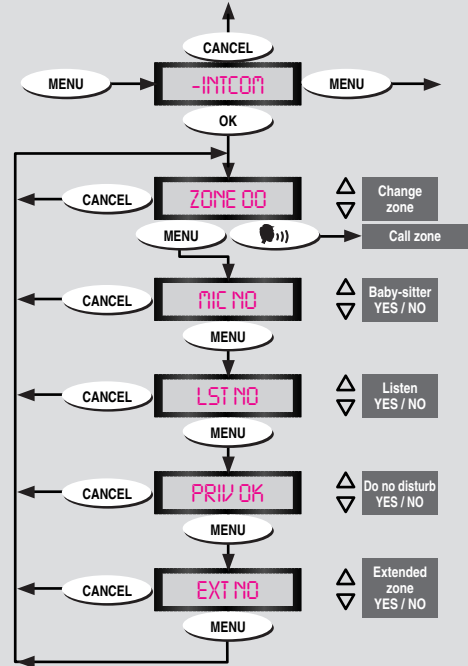 CANCEL
MENU
-INTCOM
MENU
OK
CANCEL
ZONE 00
Change
zone
MENU
Call zone
CANCEL
MIC NO
Baby-sitter
YES / NO
MENU
CANCEL
LST NO
Listen
YES / NO
MENU
CANCEL
PRIV OK
Do no disturb
YES / NO
MENU
CANCEL
EXT NO
Extended
zone
YES / NO
MENU